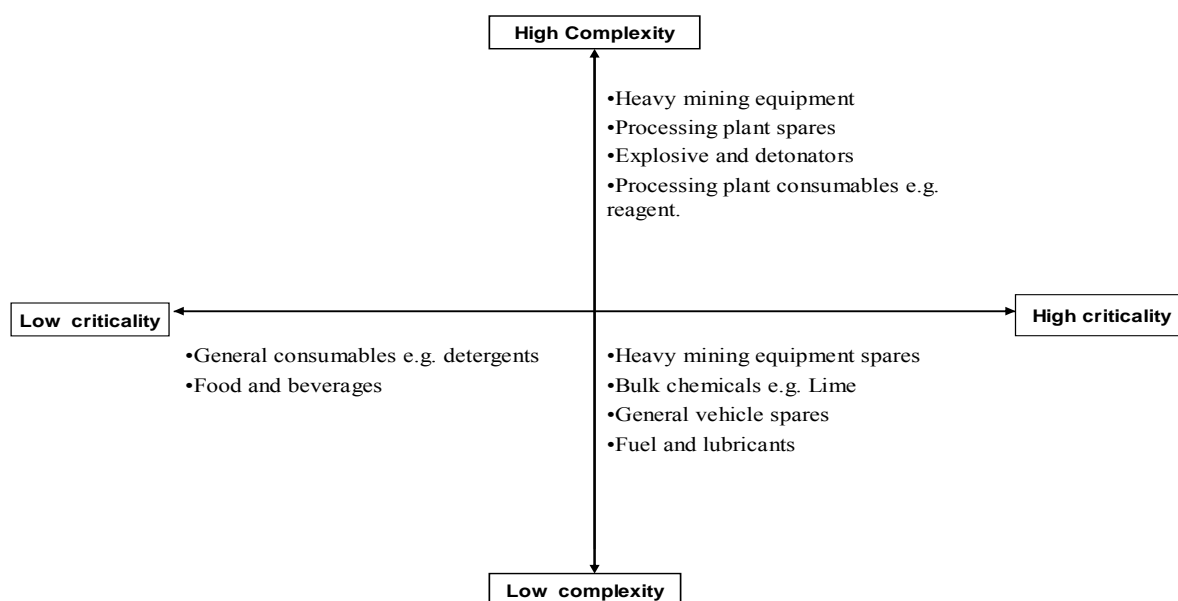 High Complexity
•Heavy mining equipment
•Processing plant spares
•Explosive and detonators
•Processing plant consumables e.g.
reagent.
Low  criticality
High criticality
•General consumables e.g. detergents
•Food and beverages
•Heavy mining equipment spares
•Bulk chemicals e.g. Lime
•General vehicle spares
•Fuel and lubricants
Low  complexity